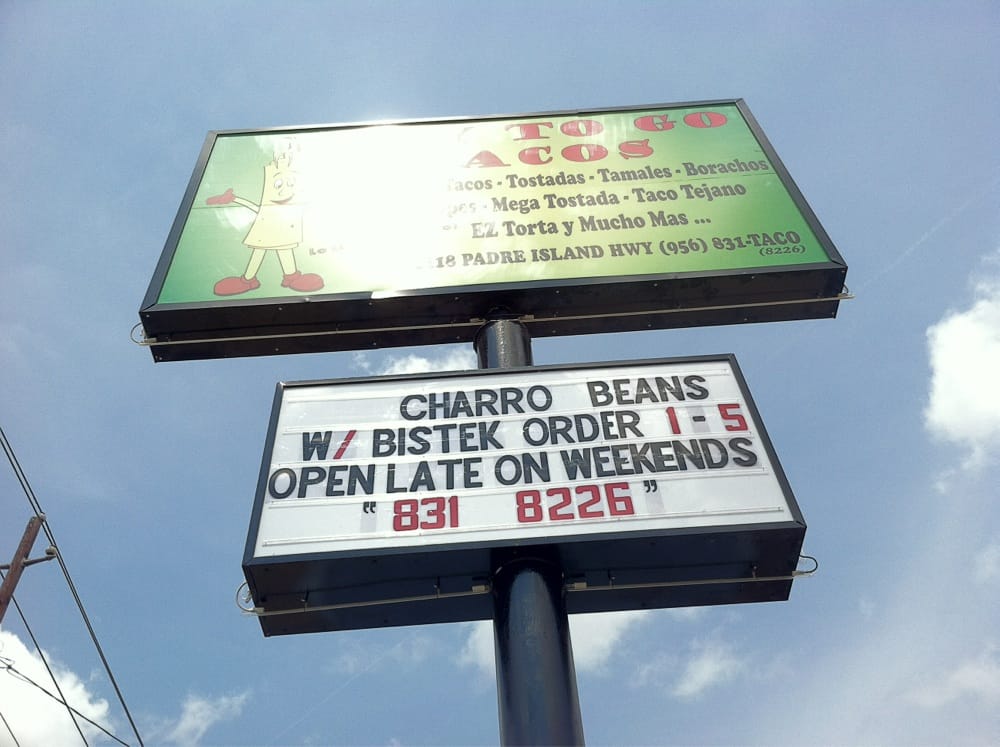 TO GO
Tacos - Tostadas - Tamales - Borachos
- Mega Tostada - Taco Tejano
EZ Torta y Mucho Mas ...
PADRE ISLAND HWY (956) 831-TACO
(8226)
CHARRO BEANS
W/ BISTEK ORDER 1-5
OPEN LATE ON WEEKENDS
" 831 8226 "